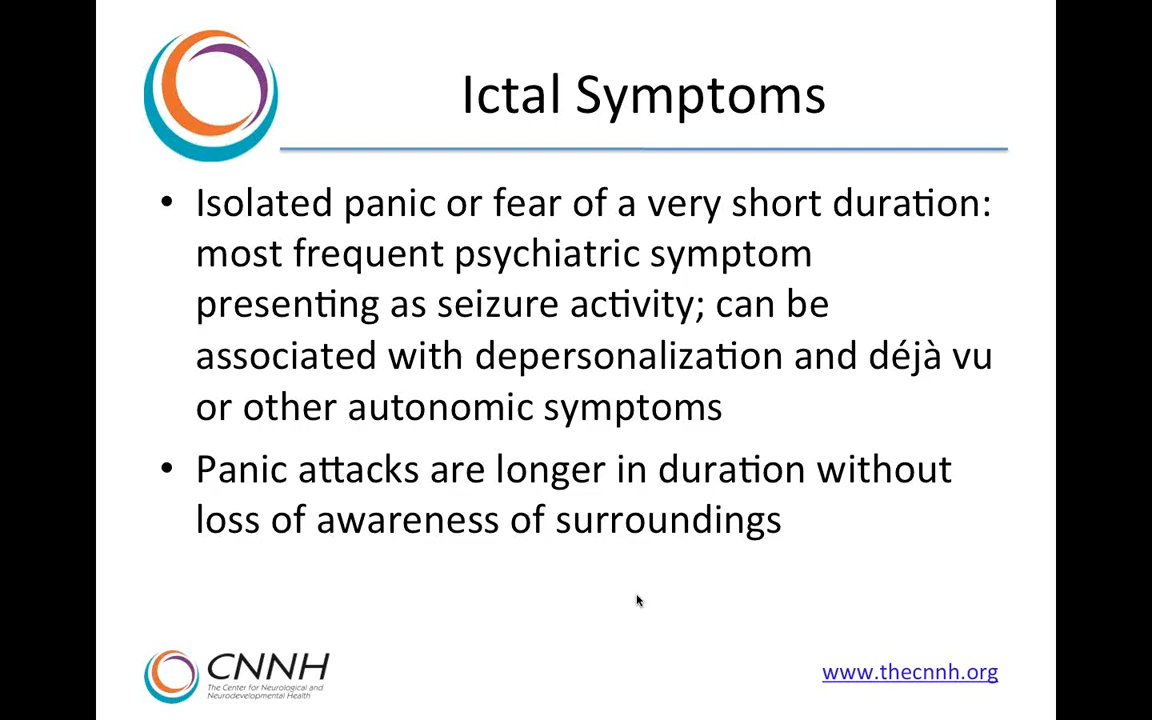 Ictal Symptoms
• Isolated panic or fear of a very short duration:
most frequent psychiatric symptom
presenting as seizure activity; can be
associated with depersonalization and déjà vu
or other autonomic symptoms
• Panic attacks are longer in duration without
loss of awareness of surroundings
CNNH
The Center for Neurological and
Neurodevelopmental Health
www.thecnnh.org